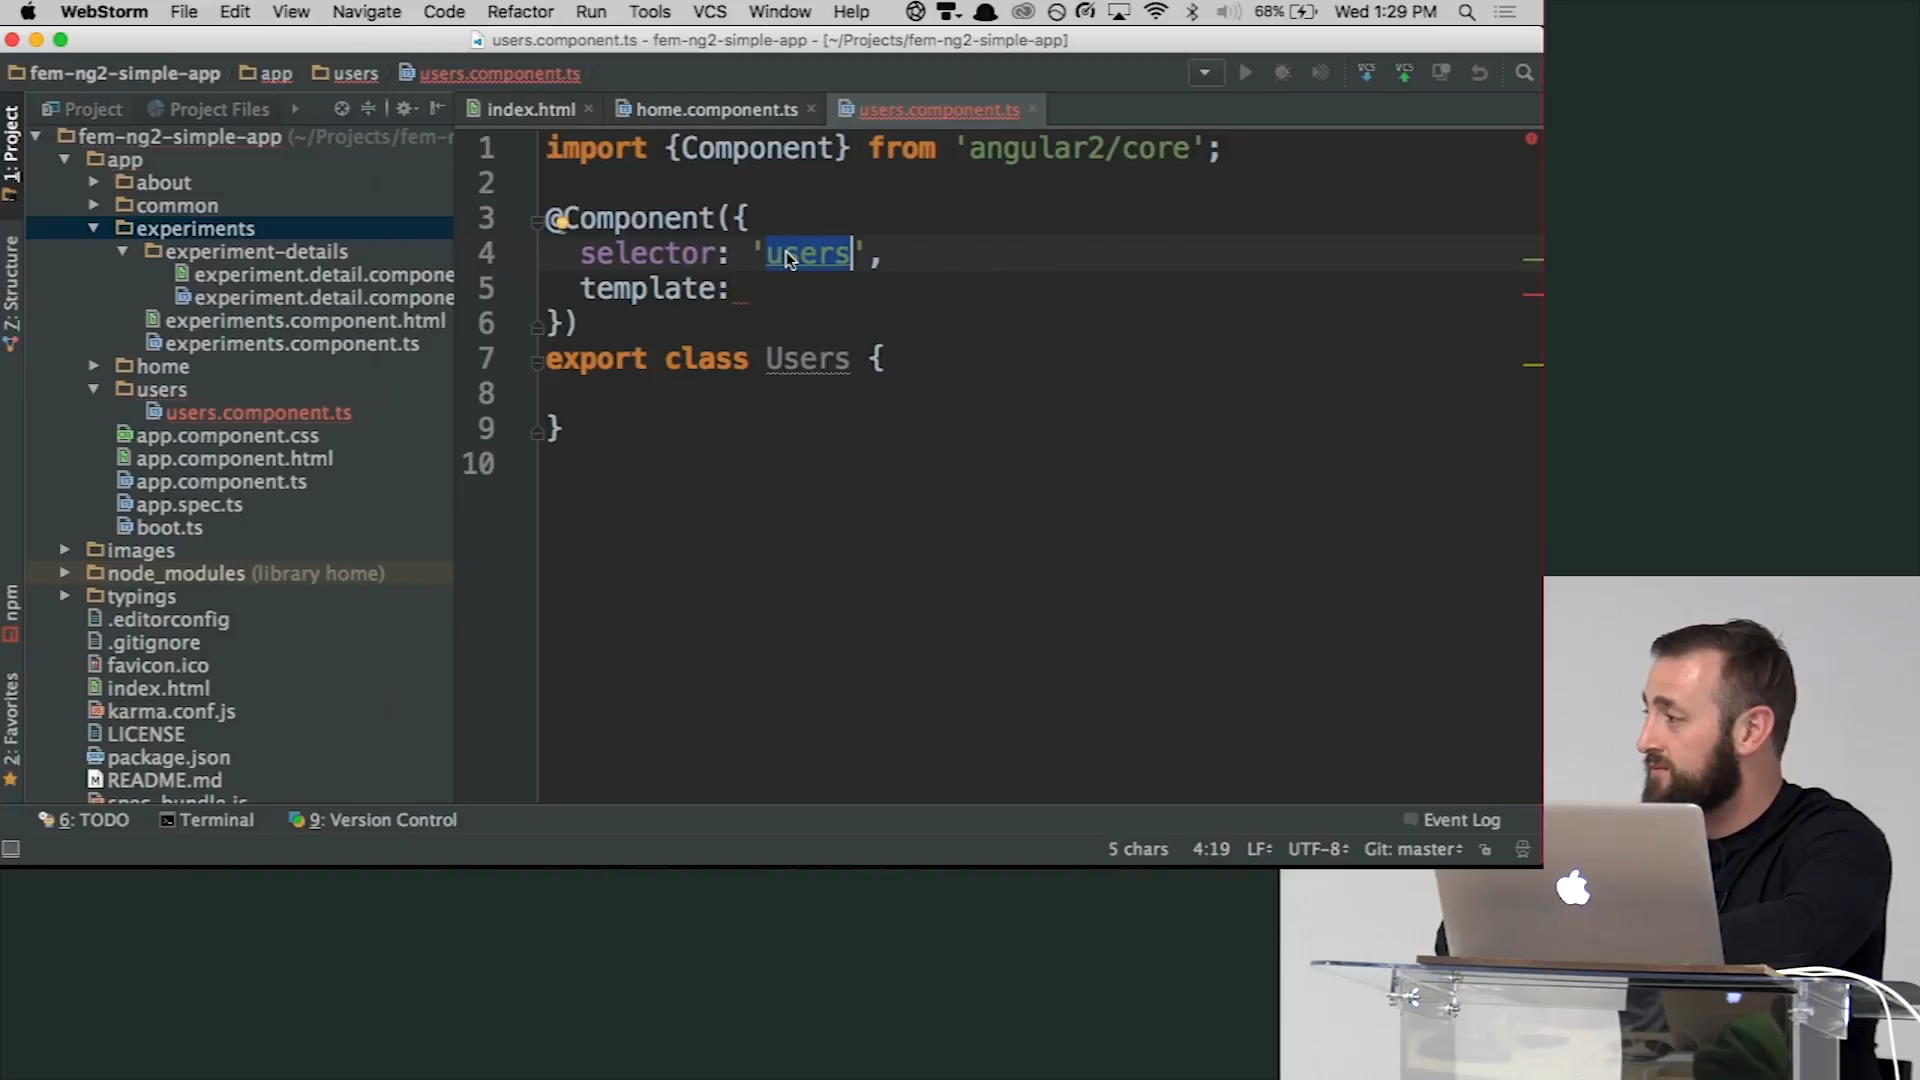 WebStorm File Edit View Navigate Code Refactor Run Tools VCS Window Help 68% Wed 1:29 PM
users.component.ts - fem-ng2-simple-app - [~/Projects/fem-ng2-simple-app]
fem-ng2-simple-app app users users.component.ts VCS VCS
Project Project Files index.html home.component.ts users.component.ts
1: Project
Z: Structure
npm
2: Favorites
fem-ng2-simple-app (~/Projects/fem-r
app
about
common
experiments
experiment-details
experiment.detail.compone
experiment.detail.compone
experiments.component.html
experiments.component.ts
home
users
users.component.ts
app.component.css
app.component.html
app.component.ts
app.spec.ts
boot.ts
images
node_modules (library home)
typings
.editorconfig
.gitignore
favicon.ico
index.html
karma.conf.js
LICENSE
package.json
README.md
1 import {Component} from 'angular2/core';
2
3 @Component({
4 selector: 'users',
5 template:
6 })
7 export class Users {
8
9 }
10
6: TODO Terminal 9: Version Control Event Log
5 chars 4:19 LF UTF-8 Git: master